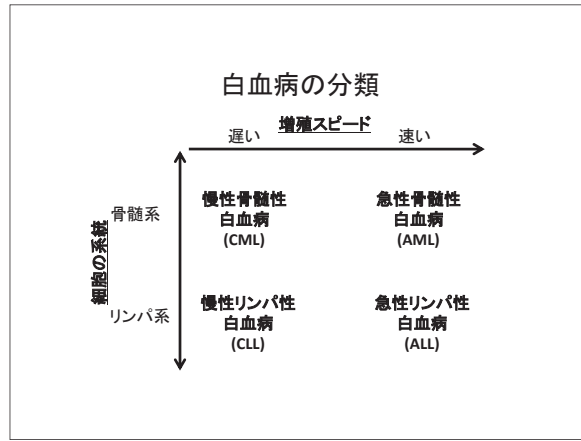 白血病の分類
増殖スピード
遅い
速い
細胞の系統
骨髄系
慢性骨髄性
白血病
(CML)
急性骨髄性
白血病
(AML)
リンパ系
慢性リンパ性
白血病
(CLL)
急性リンパ性
白血病
(ALL)